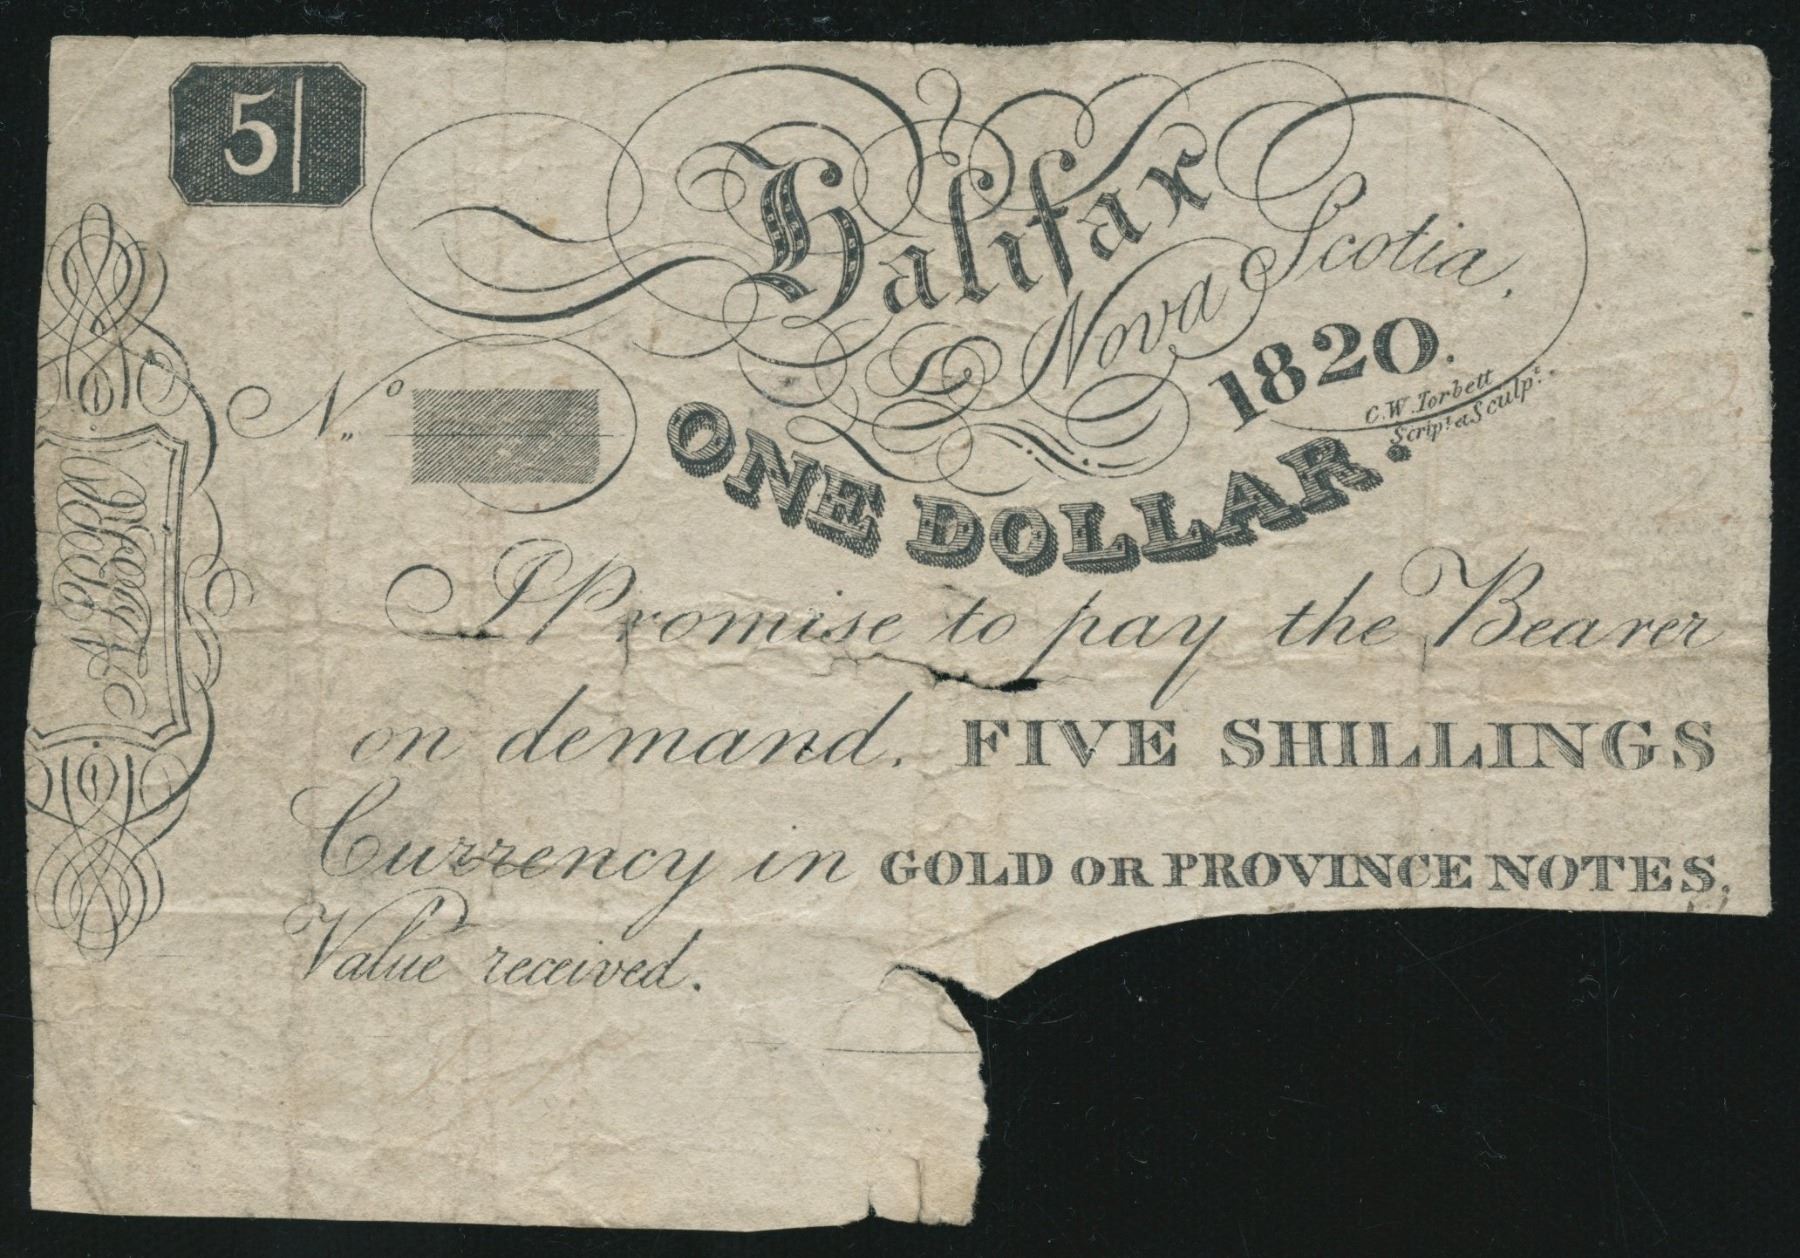 5/
Halifax
Nova Scotia.
1820.
C.W. Torbett
Script. et Sculpt.
No.
ONE DOLLAR.
I Promise to pay the Bearer
on demand. FIVE SHILLINGS
Currency in GOLD OR PROVINCE NOTES.
Value received.